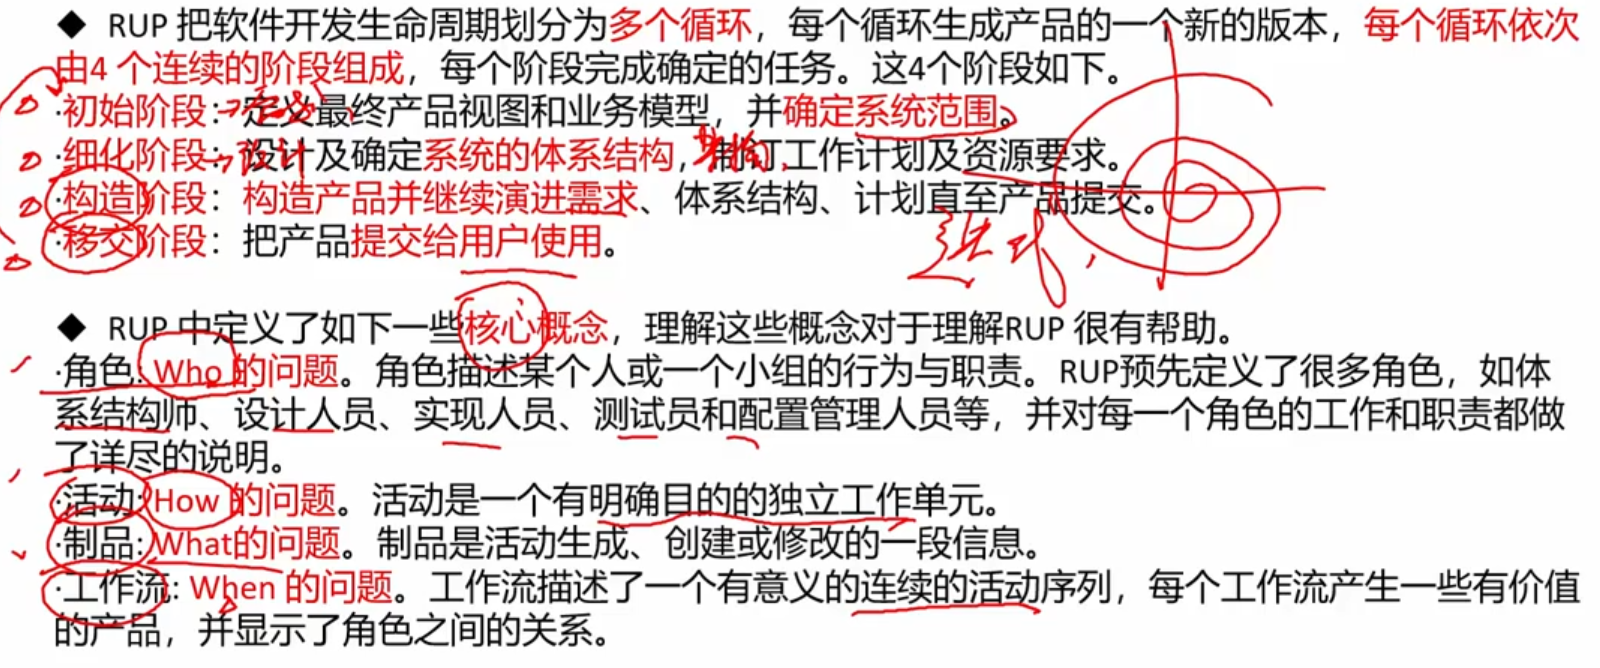 ◆ RUP 把软件开发生命周期划分为多个循环，每个循环生成产品的一个新的版本，每个循环依次
由4 个连续的阶段组成，每个阶段完成确定的任务。这4个阶段如下。
·初始阶段：定义最终产品视图和业务模型，并确定系统范围。
·细化阶段：设计及确定系统的体系结构，制订工作计划及资源要求。
·构造阶段：构造产品并继续演进需求、体系结构、计划直至产品提交。
·移交阶段：把产品提交给用户使用。
◆ RUP 中定义了如下一些核心概念，理解这些概念对于理解RUP 很有帮助。
·角色: Who 的问题。角色描述某个人或一个小组的行为与职责。RUP预先定义了很多角色，如体
系结构师、设计人员、实现人员、测试员和配置管理人员等，并对每一个角色的工作和职责都做
了详尽的说明。
·活动: How 的问题。活动是一个有明确目的的独立工作单元。
·制品: What的问题。制品是活动生成、创建或修改的一段信息。
·工作流: When 的问题。工作流描述了一个有意义的连续的活动序列，每个工作流产生一些有价值
的产品，并显示了角色之间的关系。